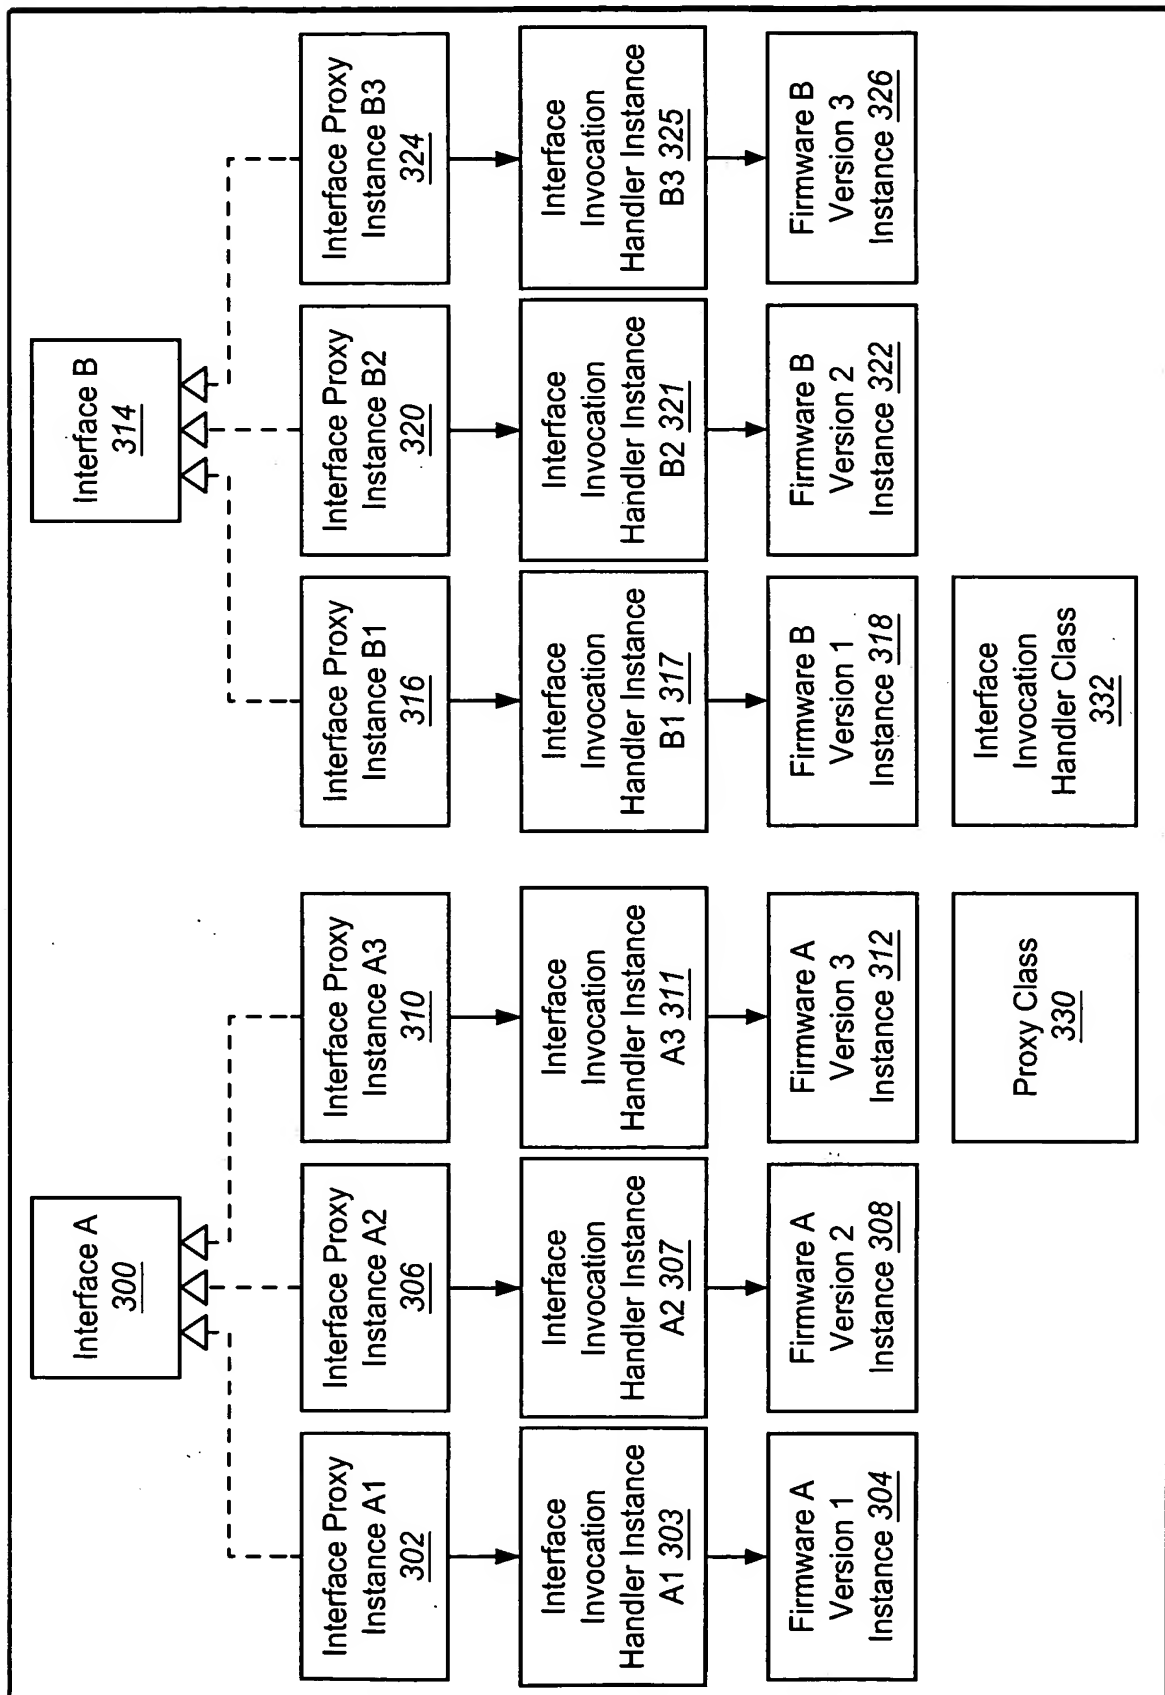 Interface A
300
Interface B
314
Interface Proxy
Instance A1
302
Interface Proxy
Instance A2
306
Interface Proxy
Instance A3
310
Interface Proxy
Instance B1
316
Interface Proxy
Instance B2
320
Interface Proxy
Instance B3
324
Interface
Invocation
Handler Instance
A1 303
Interface
Invocation
Handler Instance
A2 307
Interface
Invocation
Handler Instance
A3 311
Interface
Invocation
Handler Instance
B1 317
Interface
Invocation
Handler Instance
B2 321
Interface
Invocation
Handler Instance
B3 325
Firmware A
Version 1
Instance 304
Firmware A
Version 2
Instance 308
Firmware A
Version 3
Instance 312
Firmware B
Version 1
Instance 318
Firmware B
Version 2
Instance 322
Firmware B
Version 3
Instance 326
Proxy Class
330
Interface
Invocation
Handler Class
332